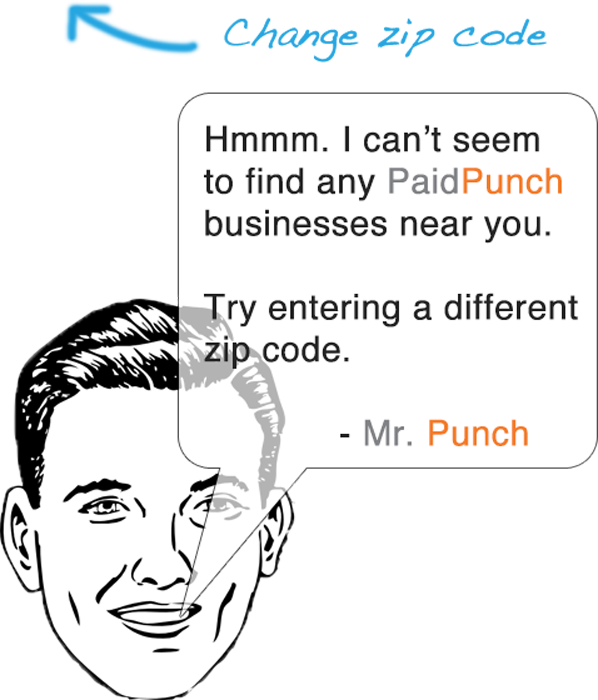 Change zip code
Hmmm. I can't seem
to find any PaidPunch
businesses near you.
Try entering a different
zip code.
- Mr. Punch